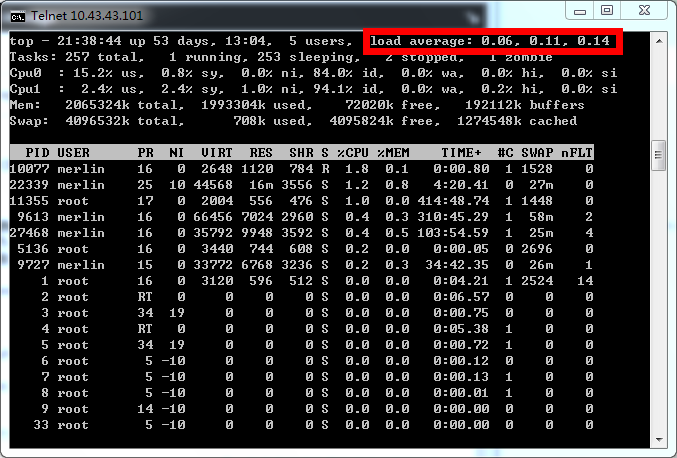 Telnet 10.43.43.101
top - 21:38:44 up 53 days, 13:04,  5 users,  load average: 0.06, 0.11, 0.14
Tasks: 257 total,   1 running, 253 sleeping,   2 stopped,   1 zombie
Cpu0  : 15.2% us,  0.8% sy,  0.0% ni, 84.0% id,  0.0% wa,  0.0% hi,  0.0% si
Cpu1  :  2.4% us,  2.4% sy,  1.0% ni, 94.1% id,  0.0% wa,  0.2% hi,  0.0% si
Mem:   2065324k total,  1993304k used,    72020k free,   192112k buffers
Swap:  4096532k total,      708k used,  4095824k free,  1274548k cached
PID USER      PR  NI  VIRT  RES  SHR S %CPU %MEM    TIME+  #C SWAP nFLT
10077 merlin    16   0  2648 1120  784 R  1.8  0.1   0:00.80 1 1528    0
22339 merlin    25  10 44568  16m 3556 S  1.2  0.8   4:20.41 0  27m    0
11355 root      17   0  2004  556  476 S  1.0  0.0 414:48.74 1 1448    0
9613 merlin    16   0 66456 7024 2960 S  0.4  0.3 310:45.29 1  58m    2
27468 merlin    16   0 35792 9948 3592 S  0.4  0.5 103:54.59 1  25m    4
5136 root      16   0  3440  744  608 S  0.2  0.0   0:00.05 0 2696    0
9727 merlin    15   0 33772 6768 3236 S  0.2  0.3  34:42.35 0  26m    1
1 root      16   0  3120  596  512 S  0.0  0.0   0:04.21 1 2524   14
2 root      RT   0     0    0    0 S  0.0  0.0   0:06.57 0    0    0
3 root      34  19     0    0    0 S  0.0  0.0   0:00.75 0    0    0
4 root      RT   0     0    0    0 S  0.0  0.0   0:05.38 1    0    0
5 root      34  19     0    0    0 S  0.0  0.0   0:00.72 1    0    0
6 root       5 -10     0    0    0 S  0.0  0.0   0:00.12 0    0    0
7 root       5 -10     0    0    0 S  0.0  0.0   0:00.13 1    0    0
8 root       5 -10     0    0    0 S  0.0  0.0   0:00.01 1    0    0
9 root      14 -10     0    0    0 S  0.0  0.0   0:00.00 0    0    0
33 root       5 -10     0    0    0 S  0.0  0.0   0:00.00 0    0    0